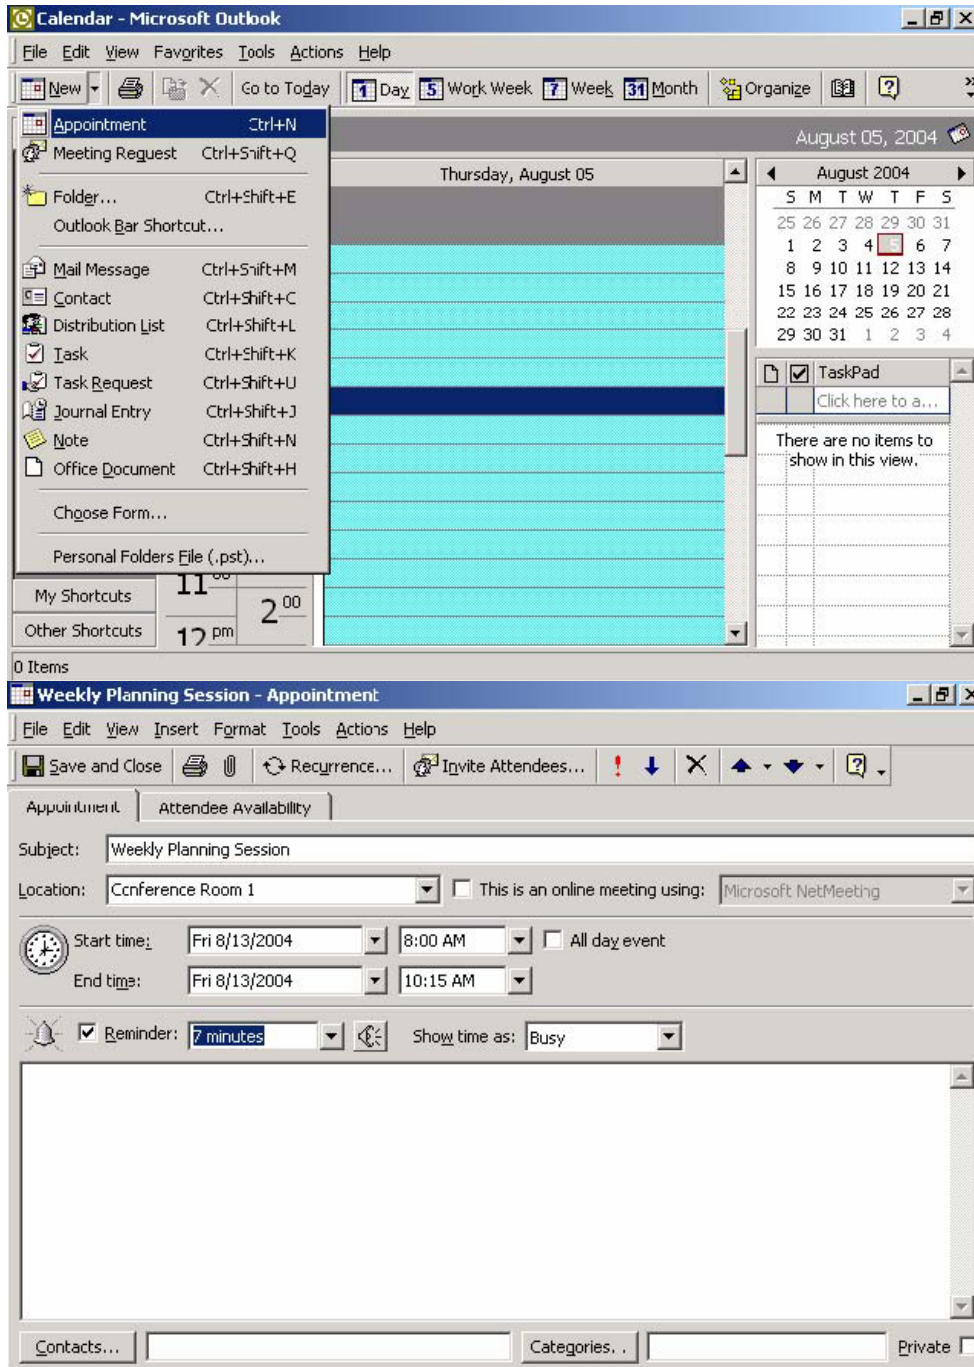 Calendar - Microsoft Outlook
File Edit View Favorites Tools Actions Help
New Go to Today 1 Day 5 Work Week 7 Week 31 Month Organize
Appointment Ctrl+N
Meeting Request Ctrl+Shift+Q
Folder... Ctrl+Shift+E
Outlook Bar Shortcut...
Mail Message Ctrl+Shift+M
Contact Ctrl+Shift+C
Distribution List Ctrl+Shift+L
Task Ctrl+Shift+K
Task Request Ctrl+Shift+U
Journal Entry Ctrl+Shift+J
Note Ctrl+Shift+N
Office Document Ctrl+Shift+H
Choose Form...
Personal Folders File (.pst)...
My Shortcuts
Other Shortcuts
11 00
12 pm
2 00
August 05, 2004
Thursday, August 05
August 2004
S M T W T F S
25 26 27 28 29 30 31
1 2 3 4 5 6 7
8 9 10 11 12 13 14
15 16 17 18 19 20 21
22 23 24 25 26 27 28
29 30 31 1 2 3 4
TaskPad
Click here to a...
There are no items to
show in this view.
0 Items
Weekly Planning Session - Appointment
File Edit View Insert Format Tools Actions Help
Save and Close Recurrence... Invite Attendees...
Appointment Attendee Availability
Subject: Weekly Planning Session
Location: Conference Room 1 This is an online meeting using: Microsoft NetMeeting
Start time: Fri 8/13/2004 8:00 AM All day event
End time: Fri 8/13/2004 10:15 AM
Reminder: 7 minutes Show time as: Busy
Contacts... Categories... Private